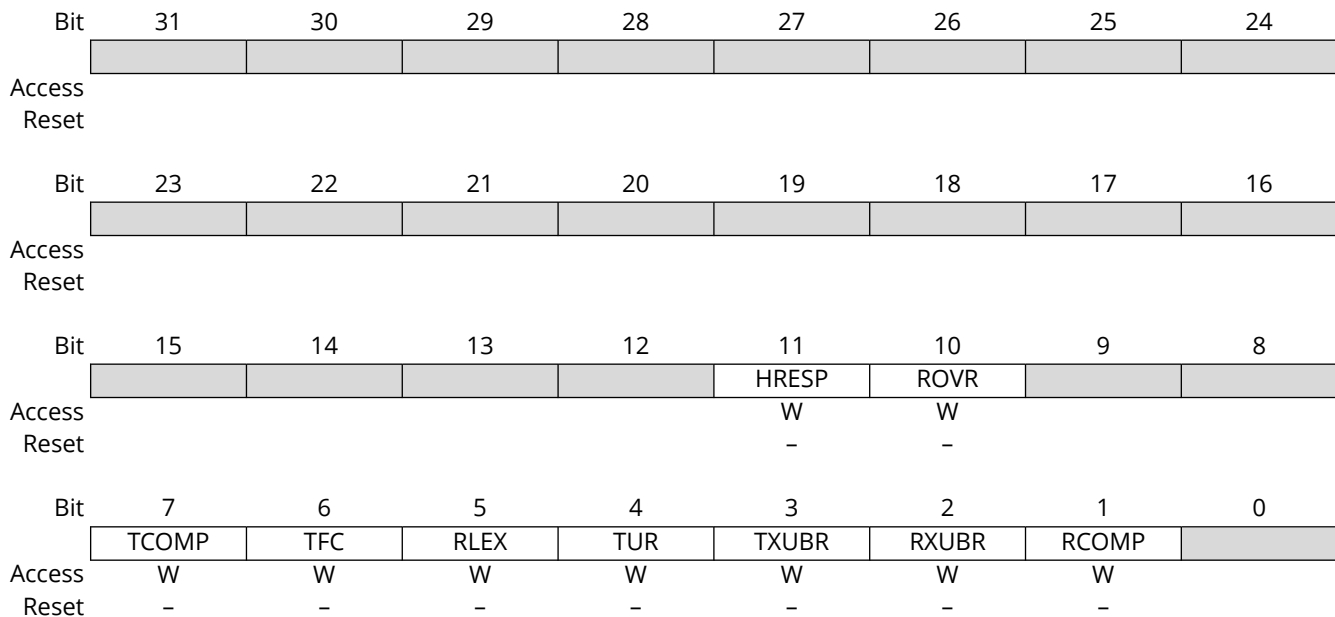 Bit 31 30 29 28 27 26 25 24
Access
Reset
Bit 23 22 21 20 19 18 17 16
Access
Reset
Bit 15 14 13 12 11 10 9 8
HRESP ROVR
Access W W
Reset – –
Bit 7 6 5 4 3 2 1 0
TCOMP TFC RLEX TUR TXUBR RXUBR RCOMP
Access W W W W W W W
Reset – – – – – – –